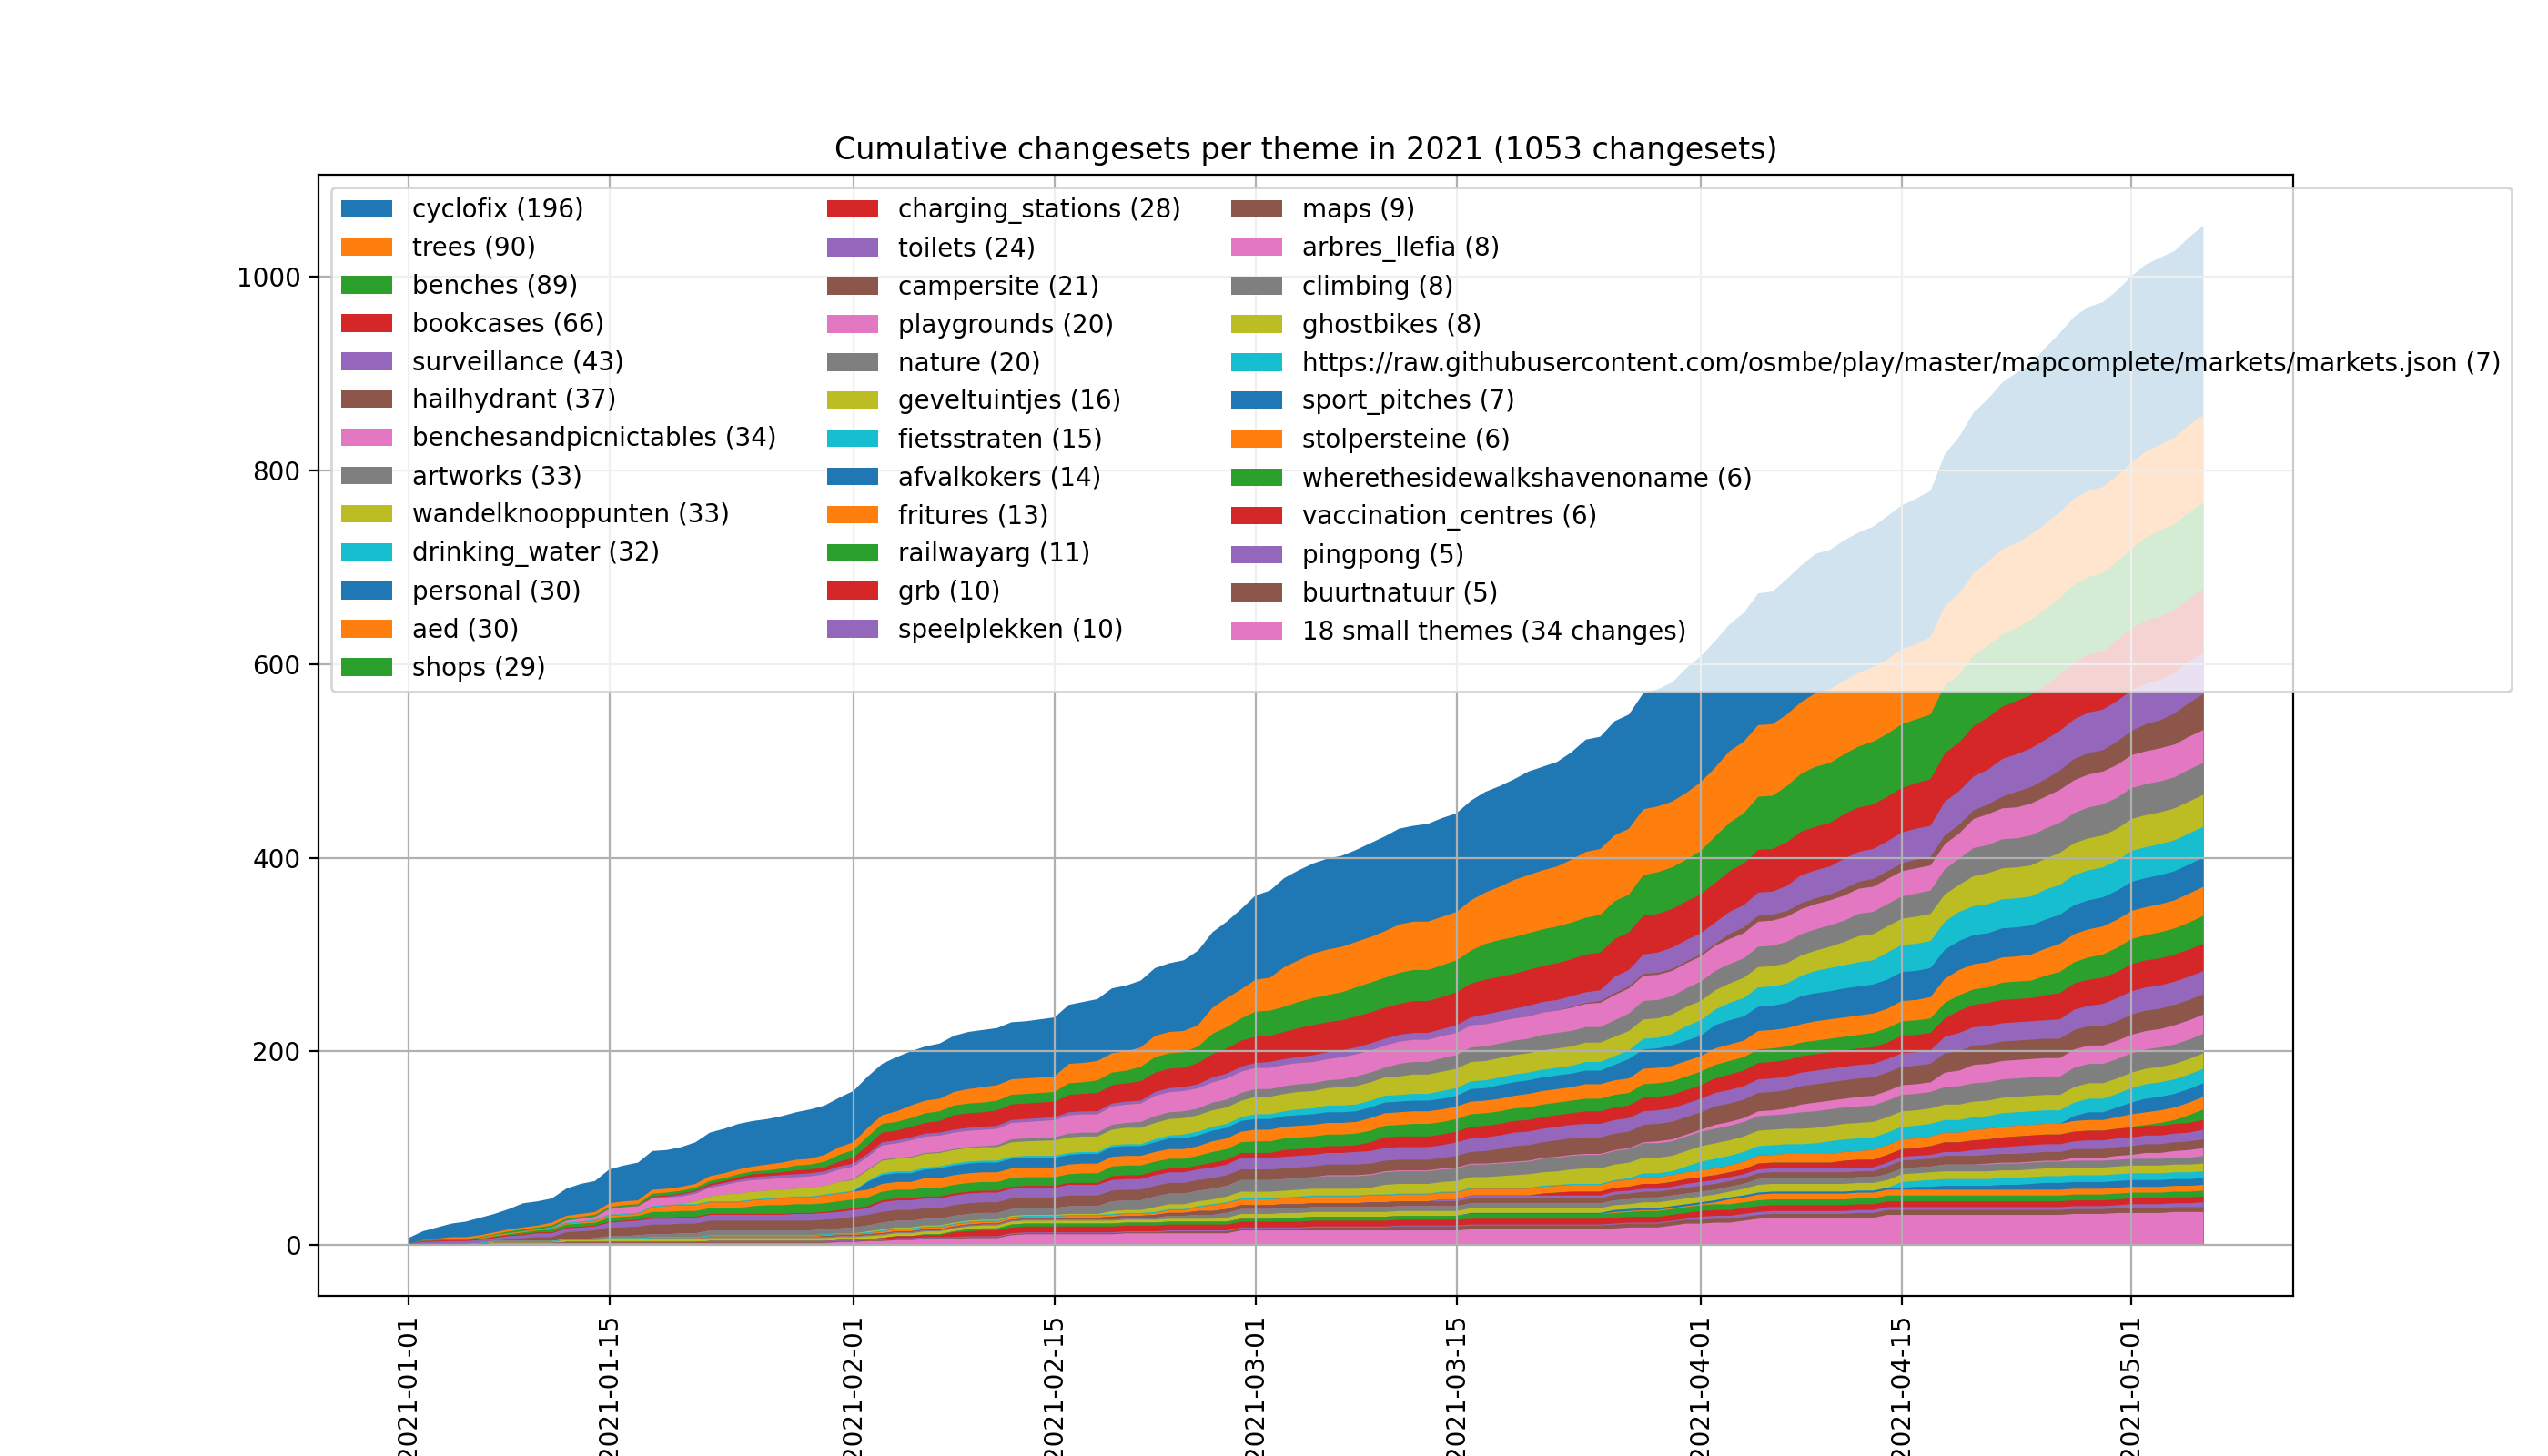 Cumulative changesets per theme in 2021 (1053 changesets)
cyclofix (196)
trees (90)
benches (89)
bookcases (66)
surveillance (43)
hailhydrant (37)
benchesandpicnictables (34)
artworks (33)
wandelknooppunten (33)
drinking_water (32)
personal (30)
aed (30)
shops (29)
charging_stations (28)
toilets (24)
campersite (21)
playgrounds (20)
nature (20)
geveltuintjes (16)
fietsstraten (15)
afvalkokers (14)
fritures (13)
railwayarg (11)
grb (10)
speelplekken (10)
maps (9)
arbres_llefia (8)
climbing (8)
ghostbikes (8)
https://raw.githubusercontent.com/osmbe/play/master/mapcomplete/markets/markets.json (7)
sport_pitches (7)
stolpersteine (6)
wherethesidewalkshavenoname (6)
vaccination_centres (6)
pingpong (5)
buurtnatuur (5)
18 small themes (34 changes)
1000
800
600
400
200
0
2021-01-01
2021-01-15
2021-02-01
2021-02-15
2021-03-01
2021-03-15
2021-04-01
2021-04-15
2021-05-01